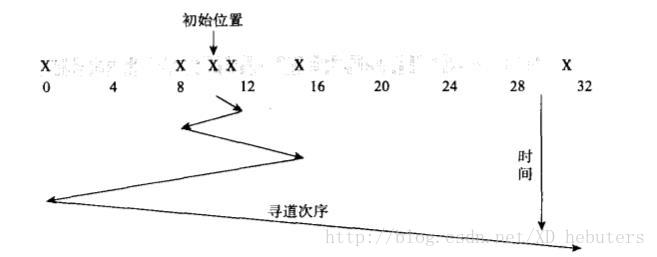 初始位置
X X X X X X
0 4 8 12 16 20 24 28 32
时间
寻道次序
http://blog.csdn.net/XD_hebuters